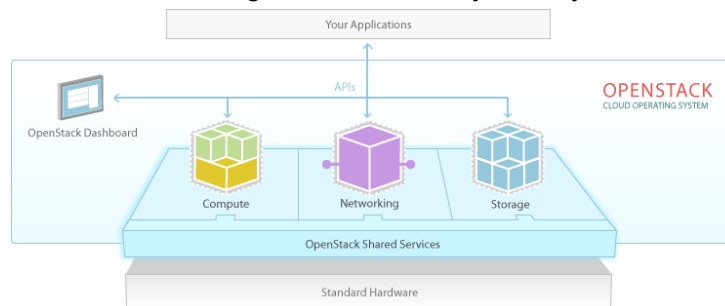 Your Applications
APIs
OPENSTACK
CLOUD OPERATING SYSTEM
OpenStack Dashboard
Compute
Networking
Storage
OpenStack Shared Services
Standard Hardware